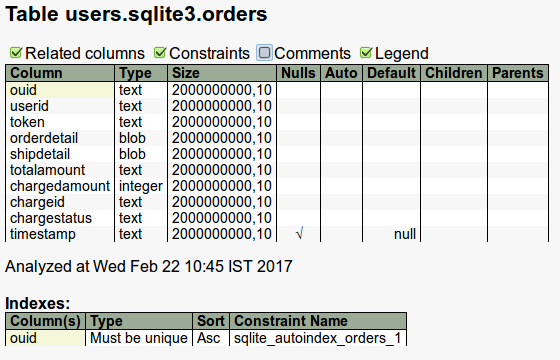 Table users.sqlite3.orders
Related columns Constraints Comments Legend
Column Type Size Nulls Auto Default Children Parents
ouid text 2000000000,10
userid text 2000000000,10
token text 2000000000,10
orderdetail blob 2000000000,10
shipdetail blob 2000000000,10
totalamount text 2000000000,10
chargedamount integer 2000000000,10
chargeid text 2000000000,10
chargestatus text 2000000000,10
timestamp text 2000000000,10 √ null
Analyzed at Wed Feb 22 10:45 IST 2017
Indexes:
Column(s) Type Sort Constraint Name
ouid Must be unique Asc sqlite_autoindex_orders_1